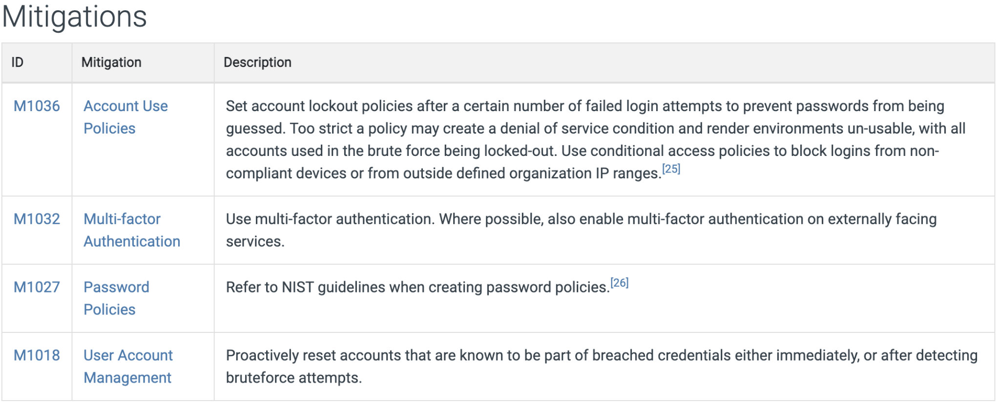 Mitigations
ID Mitigation Description
M1036 Account Use Set account lockout policies after a certain number of failed login attempts to prevent passwords from being
Policies guessed. Too strict a policy may create a denial of service condition and render environments un-usable, with all
accounts used in the brute force being locked-out. Use conditional access policies to block logins from non-
compliant devices or from outside defined organization IP ranges.[25]
M1032 Multi-factor Use multi-factor authentication. Where possible, also enable multi-factor authentication on externally facing
Authentication services.
M1027 Password Refer to NIST guidelines when creating password policies.[26]
Policies
M1018 User Account Proactively reset accounts that are known to be part of breached credentials either immediately, or after detecting
Management bruteforce attempts.